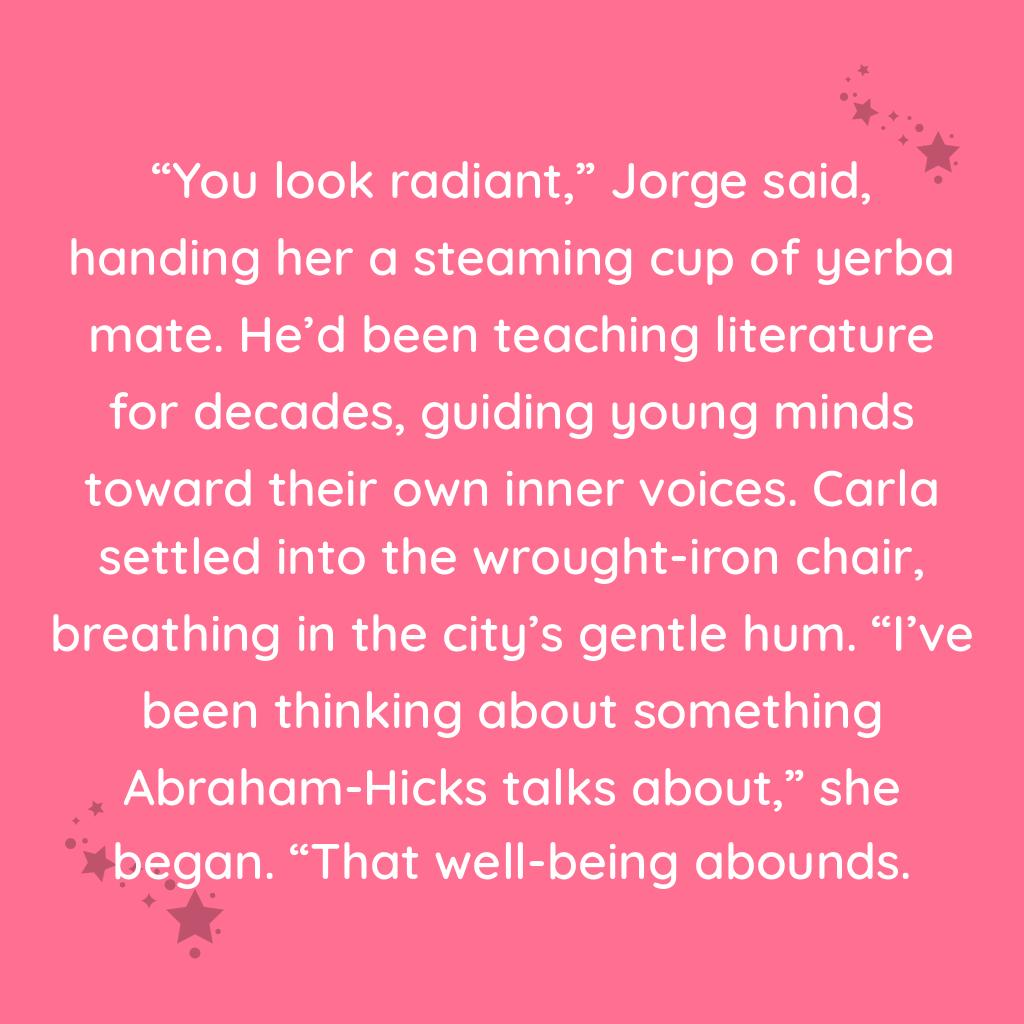 “You look radiant,” Jorge said,
handing her a steaming cup of yerba
mate. He’d been teaching literature
for decades, guiding young minds
toward their own inner voices. Carla
settled into the wrought-iron chair,
breathing in the city’s gentle hum. “I’ve
been thinking about something
Abraham-Hicks talks about,” she
began. “That well-being abounds.